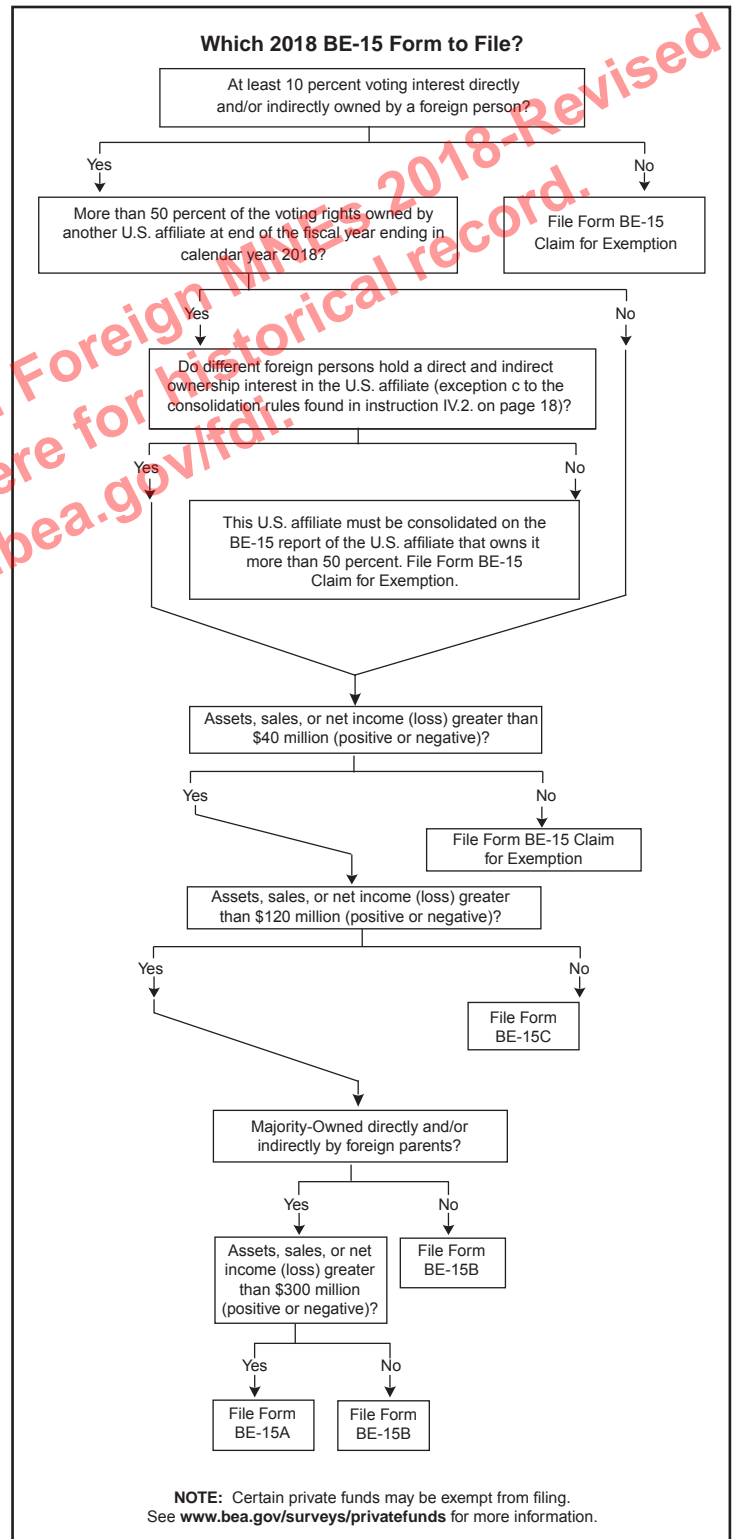 Which 2018 BE-15 Form to File?
At least 10 percent voting interest directly
and/or indirectly owned by a foreign person?
Yes
No
More than 50 percent of the voting rights owned by
another U.S. affiliate at end of the fiscal year ending in
calendar year 2018?
File Form BE-15
Claim for Exemption
Yes
No
Do different foreign persons hold a direct and indirect
ownership interest in the U.S. affiliate (exception c to the
consolidation rules found in instruction IV.2. on page 18)?
Yes
No
This U.S. affiliate must be consolidated on the
BE-15 report of the U.S. affiliate that owns it
more than 50 percent. File Form BE-15
Claim for Exemption.
Assets, sales, or net income (loss) greater than
$40 million (positive or negative)?
Yes
No
File Form BE-15 Claim
for Exemption
Assets, sales, or net income (loss) greater
than $120 million (positive or negative)?
Yes
No
File Form
BE-15C
Majority-Owned directly and/or
indirectly by foreign parents?
Yes
No
Assets, sales, or net
income (loss) greater
than $300 million
(positive or negative)?
File Form
BE-15B
Yes
No
File Form
BE-15A
File Form
BE-15B
NOTE: Certain private funds may be exempt from filing.
See www.bea.gov/surveys/privatefunds for more information.
Foreign MNEs 2018-Revised
ere for historical record.
bea.gov/fdi.